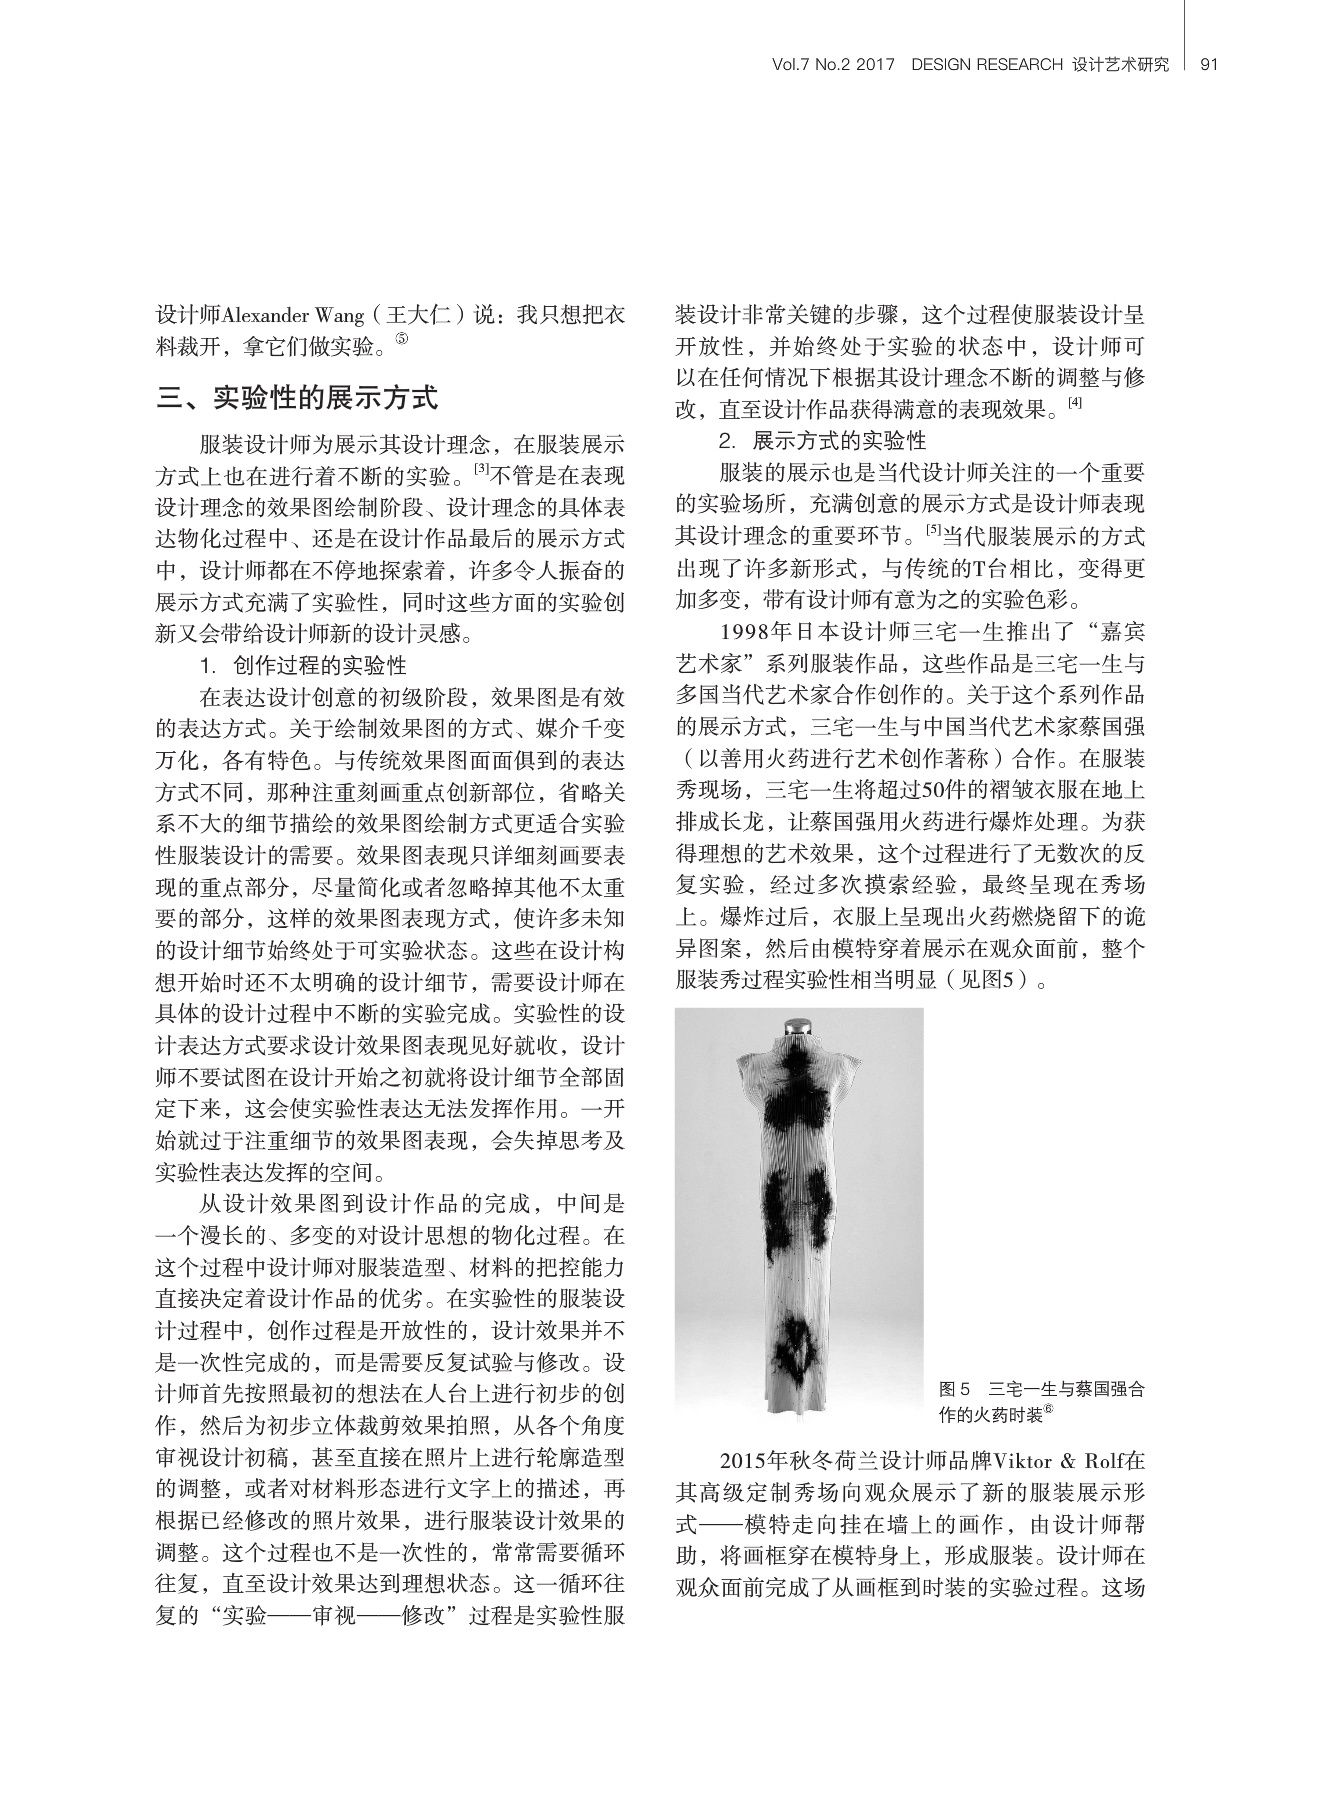 Vol.7 No.2 2017 DESIGN RESEARCH 设计艺术研究 91
设计师Alexander Wang（王大仁）说：我只想把衣
料裁开，拿它们做实验。⑤
三、实验性的展示方式
服装设计师为展示其设计理念，在服装展示
方式上也在进行着不断的实验。[3]不管是在表现
设计理念的效果图绘制阶段、设计理念的具体表
达物化过程中、还是在设计作品最后的展示方式
中，设计师都在不停地探索着，许多令人振奋的
展示方式充满了实验性，同时这些方面的实验创
新又会带给设计师新的设计灵感。
1. 创作过程的实验性
在表达设计创意的初级阶段，效果图是有效
的表达方式。关于绘制效果图的方式、媒介千变
万化，各有特色。与传统效果图面面俱到的表达
方式不同，那种注重刻画重点创新部位，省略关
系不大的细节描绘的效果图绘制方式更适合实验
性服装设计的需要。效果图表现只详细刻画要表
现的重点部分，尽量简化或者忽略掉其他不太重
要的部分，这样的效果图表现方式，使许多未知
的设计细节始终处于可实验状态。这些在设计构
想开始时还不太明确的设计细节，需要设计师在
具体的设计过程中不断的实验完成。实验性的设
计表达方式要求设计效果图表现见好就收，设计
师不要试图在设计开始之初就将设计细节全部固
定下来，这会使实验性表达无法发挥作用。一开
始就过于注重细节的效果图表现，会失掉思考及
实验性表达发挥的空间。
从设计效果图到设计作品的完成，中间是
一个漫长的、多变的对设计思想的物化过程。在
这个过程中设计师对服装造型、材料的把控能力
直接决定着设计作品的优劣。在实验性的服装设
计过程中，创作过程是开放性的，设计效果并不
是一次性完成的，而是需要反复试验与修改。设
计师首先按照最初的想法在人台上进行初步的创
作，然后为初步立体裁剪效果拍照，从各个角度
审视设计初稿，甚至直接在照片上进行轮廓造型
的调整，或者对材料形态进行文字上的描述，再
根据已经修改的照片效果，进行服装设计效果的
调整。这个过程也不是一次性的，常常需要循环
往复，直至设计效果达到理想状态。这一循环往
复的“实验——审视——修改”过程是实验性服
装设计非常关键的步骤，这个过程使服装设计呈
开放性，并始终处于实验的状态中，设计师可
以在任何情况下根据其设计理念不断的调整与修
改，直至设计作品获得满意的表现效果。[4]
2. 展示方式的实验性
服装的展示也是当代设计师关注的一个重要
的实验场所，充满创意的展示方式是设计师表现
其设计理念的重要环节。[5]当代服装展示的方式
出现了许多新形式，与传统的T台相比，变得更
加多变，带有设计师有意为之的实验色彩。
1998年日本设计师三宅一生推出了“嘉宾
艺术家”系列服装作品，这些作品是三宅一生与
多国当代艺术家合作创作的。关于这个系列作品
的展示方式，三宅一生与中国当代艺术家蔡国强
（以善用火药进行艺术创作著称）合作。在服装
秀现场，三宅一生将超过50件的褶皱衣服在地上
排成长龙，让蔡国强用火药进行爆炸处理。为获
得理想的艺术效果，这个过程进行了无数次的反
复实验，经过多次摸索经验，最终呈现在秀场
上。爆炸过后，衣服上呈现出火药燃烧留下的诡
异图案，然后由模特穿着展示在观众面前，整个
服装秀过程实验性相当明显（见图5）。
图 5 三宅一生与蔡国强合
作的火药时装⑥
2015年秋冬荷兰设计师品牌Viktor & Rolf在
其高级定制秀场向观众展示了新的服装展示形
式——模特走向挂在墙上的画作，由设计师帮
助，将画框穿在模特身上，形成服装。设计师在
观众面前完成了从画框到时装的实验过程。这场